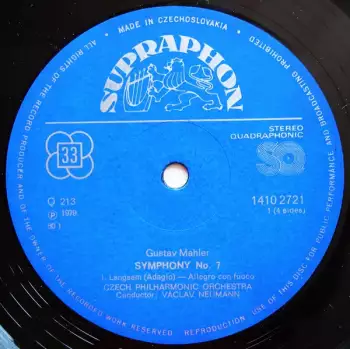 MADE IN CZECHOSLOVAKIA
ALL RIGHTS OF THE RECORD PRODUCER AND OF THE OWNER OF THE WORK RESERVED
REPRODUCTION USE OF THIS DISC FOR PUBLIC PERFORMANCE AND BROADCASTING PROHIBITED
SUPRAPHON
33
STEREO
QUADRAPHONIC
SQ
Q 213
℗ 1979
1410 2721
1 (4 sides)
Gustav Mahler
SYMPHONY No. 7
I. Langsam (Adagio) — Allegro con fuoco
CZECH PHILHARMONIC ORCHESTRA
Conductor: VÁCLAV NEUMANN